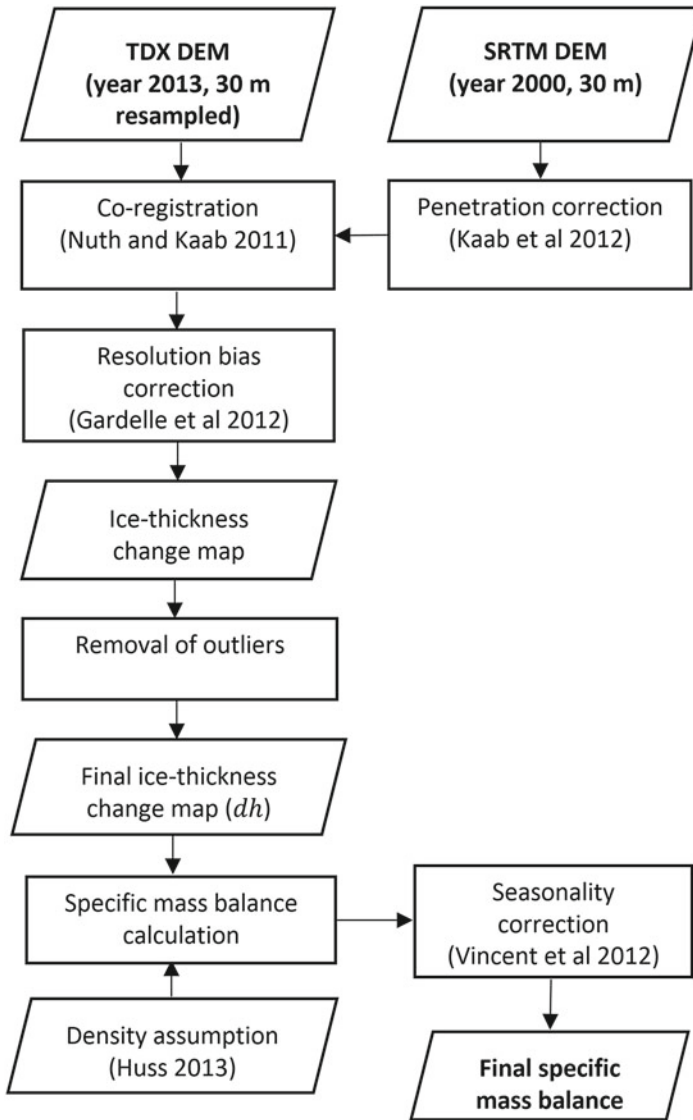 TDX DEM
(year 2013, 30 m
resampled)
SRTM DEM
(year 2000, 30 m)
Co-registration
(Nuth and Kaab 2011)
Penetration correction
(Kaab et al 2012)
Resolution bias
correction
(Gardelle et al 2012)
Ice-thickness
change map
Removal of outliers
Final ice-thickness
change map (dh)
Specific mass balance
calculation
Seasonality
correction
(Vincent et al 2012)
Density assumption
(Huss 2013)
Final specific
mass balance